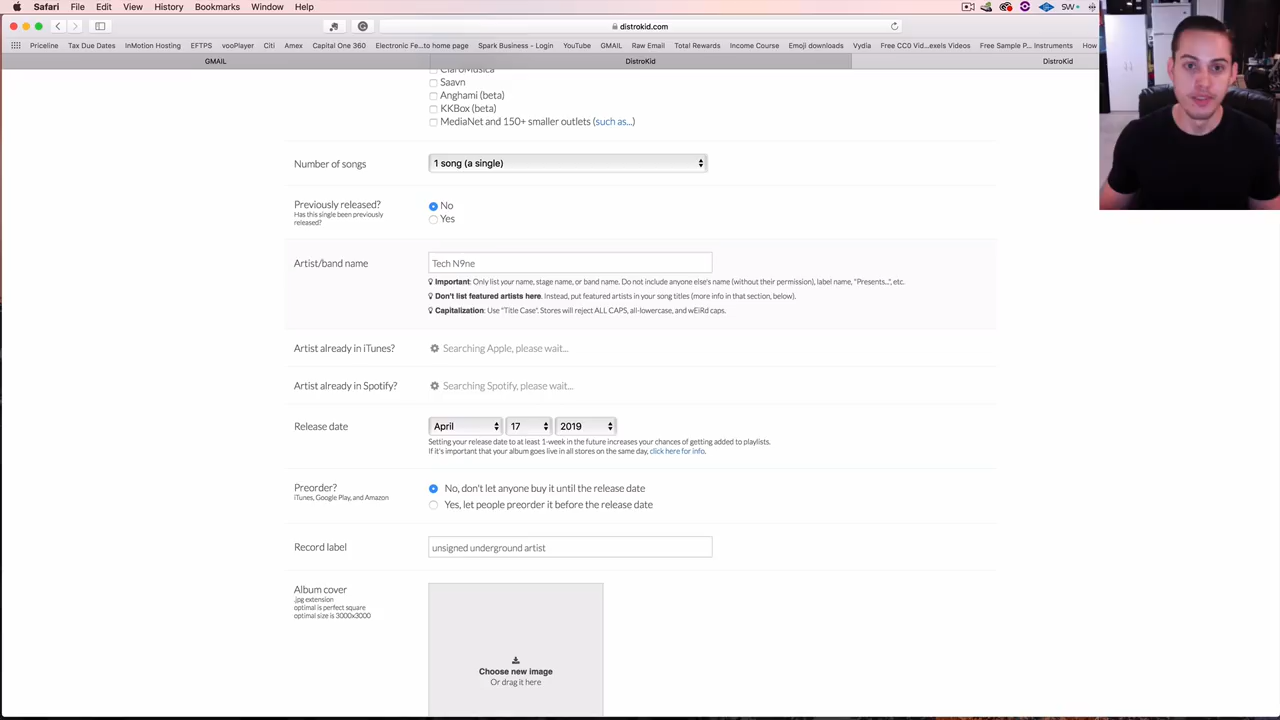 Safari File Edit View History Bookmarks Window Help
SW
distrokid.com
Priceline Tax Due Dates InMotion Hosting EFTPS vooPlayer Citi Amex Capital One 360 Electronic Fe...to home page Spark Business - Login YouTube GMAIL Raw Email Total Rewards Income Course Emoji downloads Vydia Free CC0 Vid...exels Videos Free Sample P... Instruments How
GMAIL DistroKid DistroKid
ClaroMusica
Saavn
Anghami (beta)
KKBox (beta)
MediaNet and 150+ smaller outlets (such as...)
Number of songs
1 song (a single)
Previously released?
Has this single been previously
released?
No
Yes
Artist/band name
Tech N9ne
Important: Only list your name, stage name, or band name. Do not include anyone else's name (without their permission), label name, "Presents...", etc.
Don't list featured artists here. Instead, put featured artists in your song titles (more info in that section, below).
Capitalization: Use "Title Case". Stores will reject ALL CAPS, all-lowercase, and wEiRd caps.
Artist already in iTunes?
Searching Apple, please wait...
Artist already in Spotify?
Searching Spotify, please wait...
Release date
April 17 2019
Setting your release date to at least 1-week in the future increases your chances of getting added to playlists.
If it's important that your album goes live in all stores on the same day, click here for info.
Preorder?
iTunes, Google Play, and Amazon
No, don't let anyone buy it until the release date
Yes, let people preorder it before the release date
Record label
unsigned underground artist
Album cover
.jpg extension
optimal is perfect square
optimal size is 3000x3000
Choose new image
Or drag it here